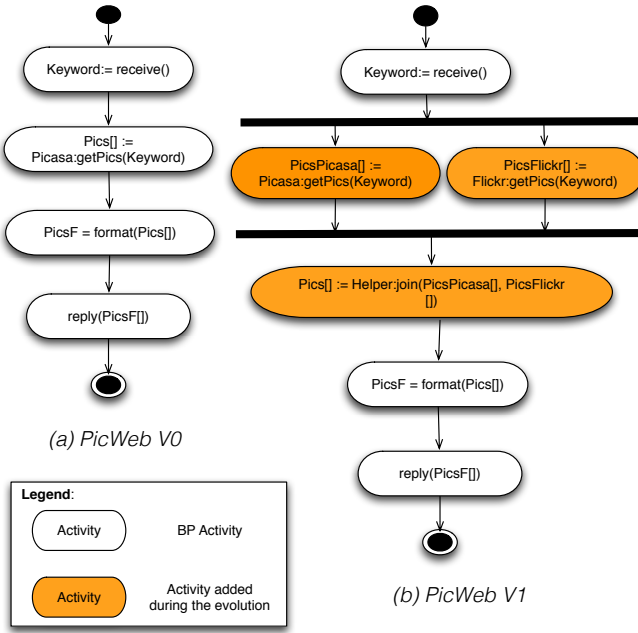 Keyword:= receive()
Pics[] :=
Picasa:getPics(Keyword)
PicsF = format(Pics[])
reply(PicsF[])
(a) PicWeb V0
Keyword:= receive()
PicsPicasa[] :=
Picasa:getPics(Keyword)
PicsFlickr[] :=
Flickr:getPics(Keyword)
Pics[] := Helper:join(PicsPicasa[], PicsFlickr
[])
PicsF = format(Pics[])
reply(PicsF[])
(b) PicWeb V1
Legend:
Activity
BP Activity
Activity
Activity added
during the evolution